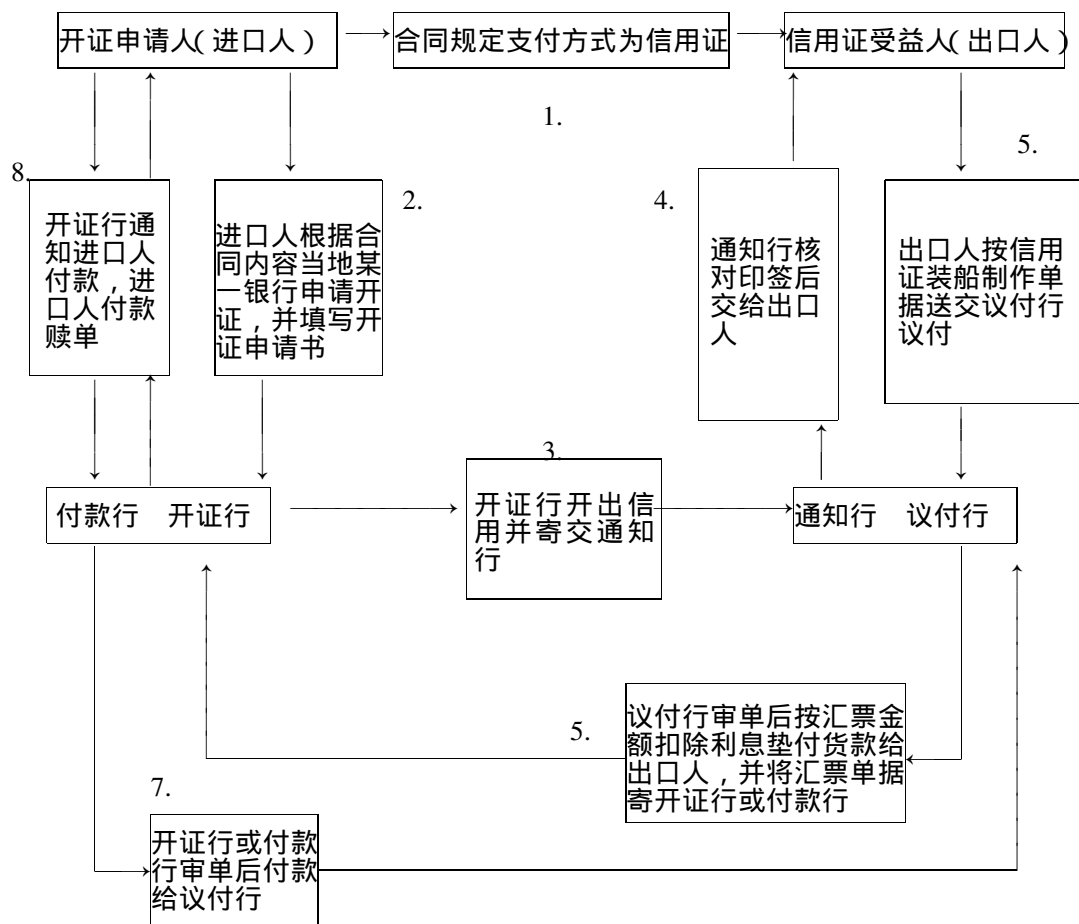 开证申请人（进口人）
合同规定支付方式为信用证
信用证受益人（出口人）
1.
8.
开证行通
知进口人
付款，进
口人付款
赎单
2.
进口人根据合
同内容当地某
一银行申请开
证，并填写开
证申请书
4.
通知行核
对印签后
交给出口
人
5.
出口人按信用
证装船制作单
据送交议付行
议付
付款行 开证行
3.
开证行开出信
用并寄交通知
行
通知行 议付行
5.
议付行审单后按汇票金
额扣除利息垫付货款给
出口人，并将汇票单据
寄开证行或付款行
7.
开证行或付款
行审单后付款
给议付行